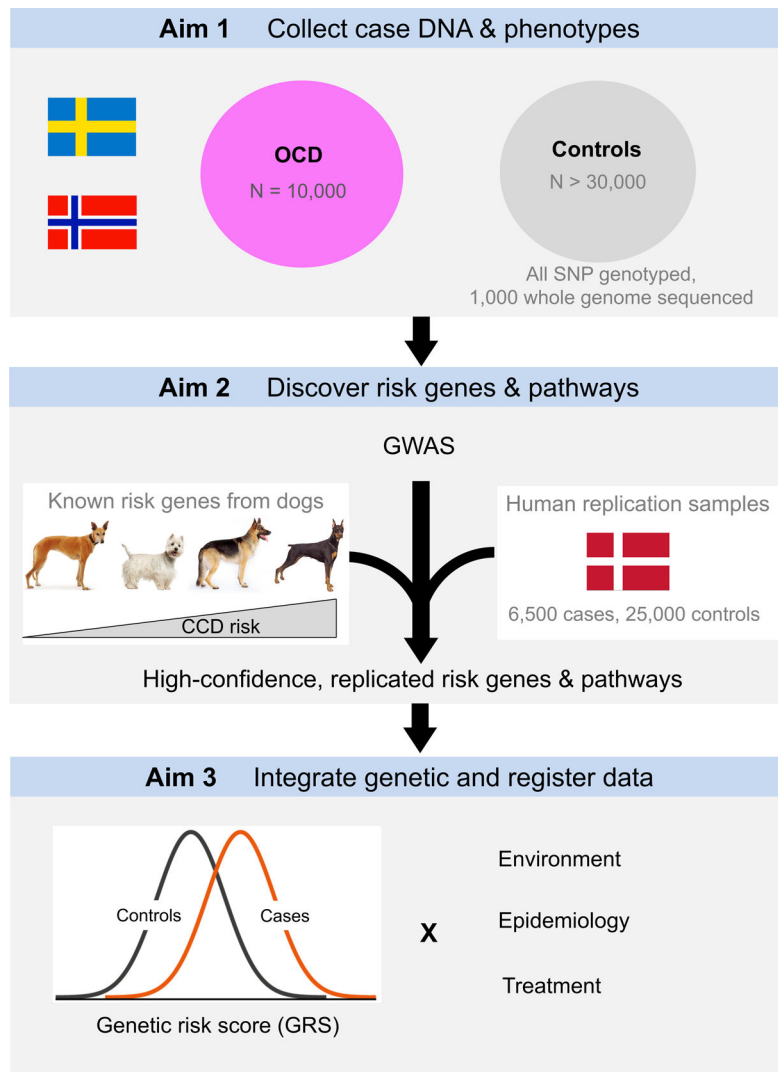 Aim 1 Collect case DNA & phenotypes
OCD
N = 10,000
Controls
N > 30,000
All SNP genotyped,
1,000 whole genome sequenced
Aim 2 Discover risk genes & pathways
GWAS
Known risk genes from dogs
CCD risk
Human replication samples
6,500 cases, 25,000 controls
High-confidence, replicated risk genes & pathways
Aim 3 Integrate genetic and register data
Controls
Cases
Genetic risk score (GRS)
X
Environment
Epidemiology
Treatment